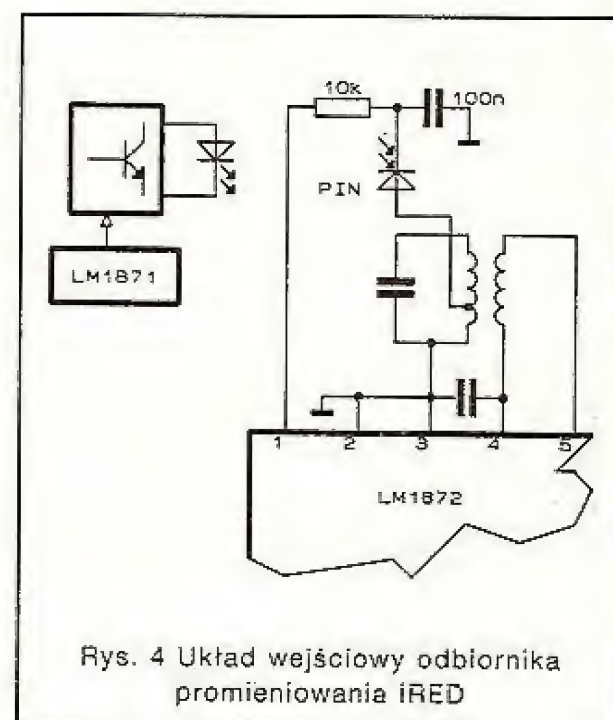 10k
100n
PIN
LM1871
1 2 3 4 5
LM1872
Rys. 4 Układ wejściowy odbiornika
promieniowania iRED